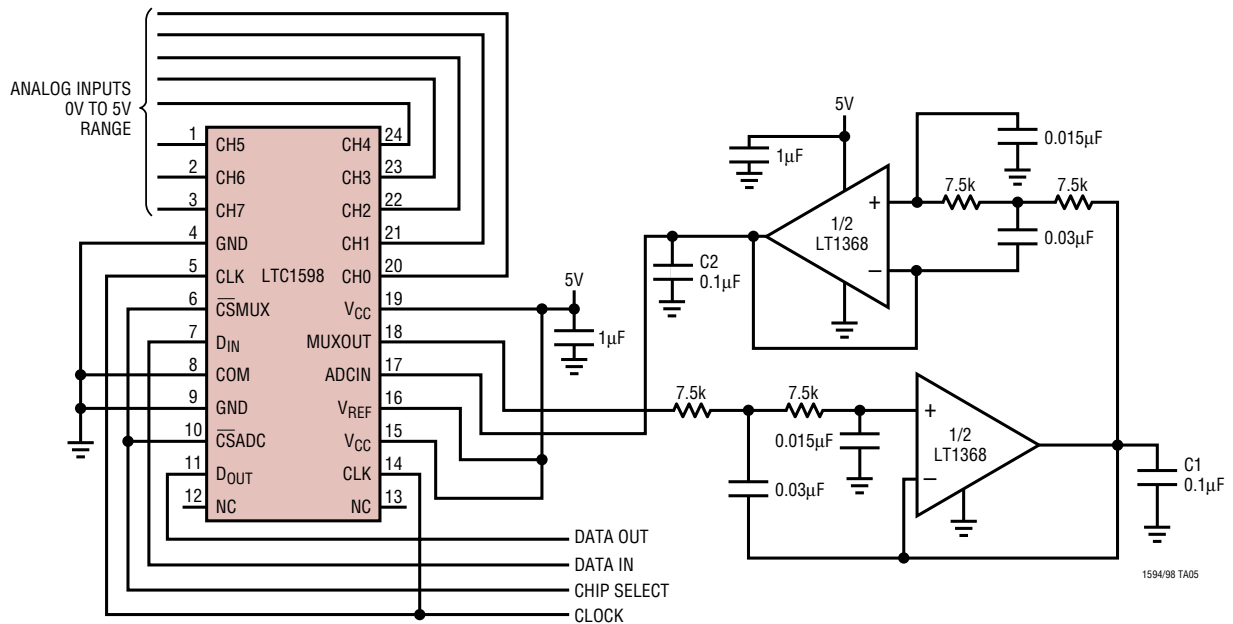 ANALOG INPUTS
0V TO 5V
RANGE
1 CH5 CH4 24
2 CH6 CH3 23
3 CH7 CH2 22
4 GND CH1 21
5 CLK LTC1598 CH0 20
6 C̅S̅MUX VCC 19
7 DIN MUXOUT 18
8 COM ADCIN 17
9 GND VREF 16
10 C̅S̅ADC VCC 15
11 DOUT CLK 14
12 NC NC 13
5V
1µF
5V
1µF
+
1/2
LT1368
–
C2
0.1µF
0.015µF
7.5k
7.5k
0.03µF
7.5k
7.5k
0.015µF
0.03µF
+
1/2
LT1368
–
C1
0.1µF
DATA OUT
DATA IN
CHIP SELECT
CLOCK
1594/98 TA05